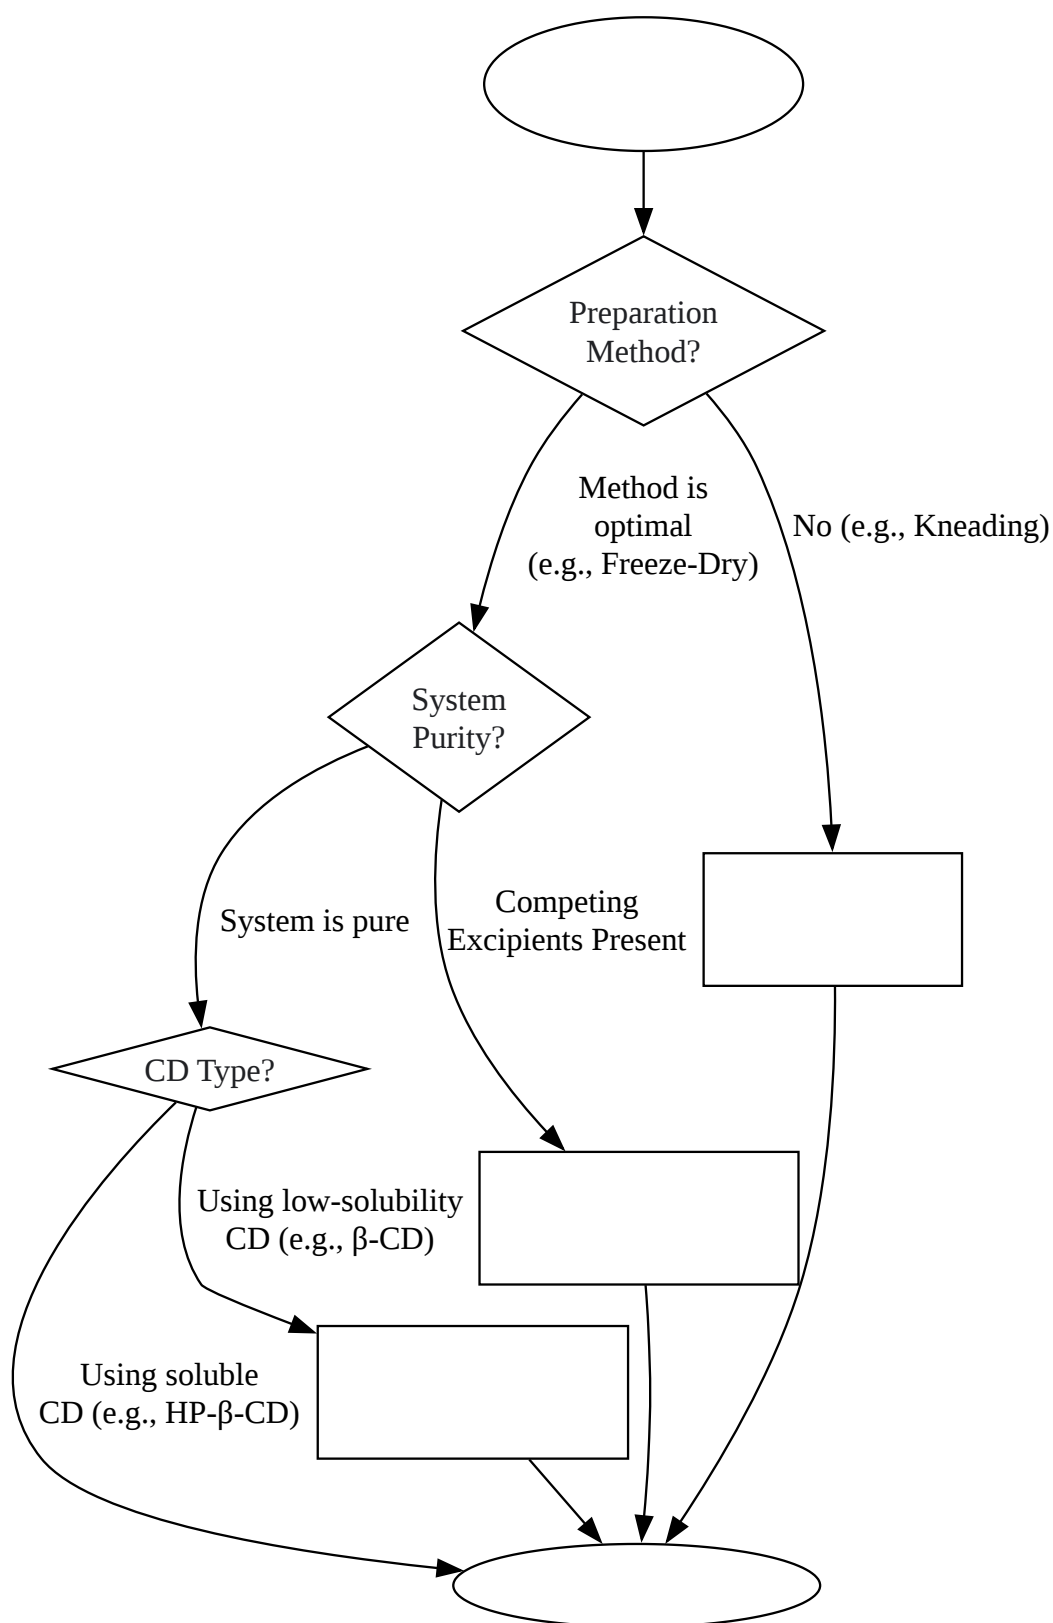 Preparation
Method?
Method is
optimal
(e.g., Freeze-Dry)
No (e.g., Kneading)
System
Purity?
System is pure
Competing
Excipients Present
CD Type?
Using low-solubility
CD (e.g., β-CD)
Using soluble
CD (e.g., HP-β-CD)